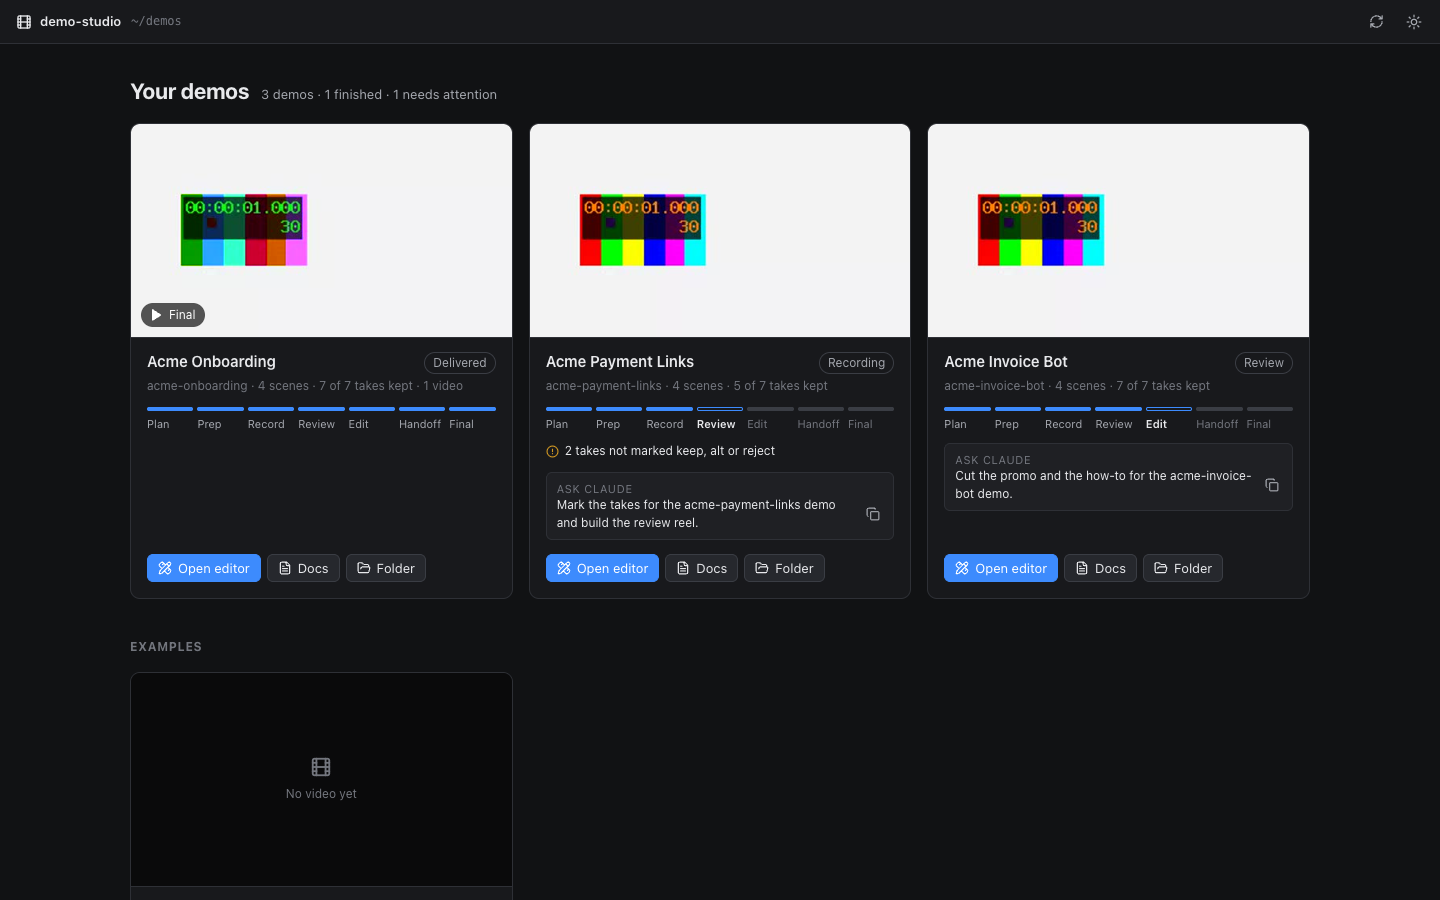 demo-studio ~/demos
Your demos 3 demos · 1 finished · 1 needs attention
00:00:01.000
30
Final
Acme Onboarding Delivered
acme-onboarding · 4 scenes · 7 of 7 takes kept · 1 video
Plan Prep Record Review Edit Handoff Final
Open editor Docs Folder
00:00:01.000
30
Acme Payment Links Recording
acme-payment-links · 4 scenes · 5 of 7 takes kept
Plan Prep Record Review Edit Handoff Final
2 takes not marked keep, alt or reject
ASK CLAUDE
Mark the takes for the acme-payment-links demo
and build the review reel.
Open editor Docs Folder
00:00:01.000
30
Acme Invoice Bot Review
acme-invoice-bot · 4 scenes · 7 of 7 takes kept
Plan Prep Record Review Edit Handoff Final
ASK CLAUDE
Cut the promo and the how-to for the acme-invoice-
bot demo.
Open editor Docs Folder
EXAMPLES
No video yet